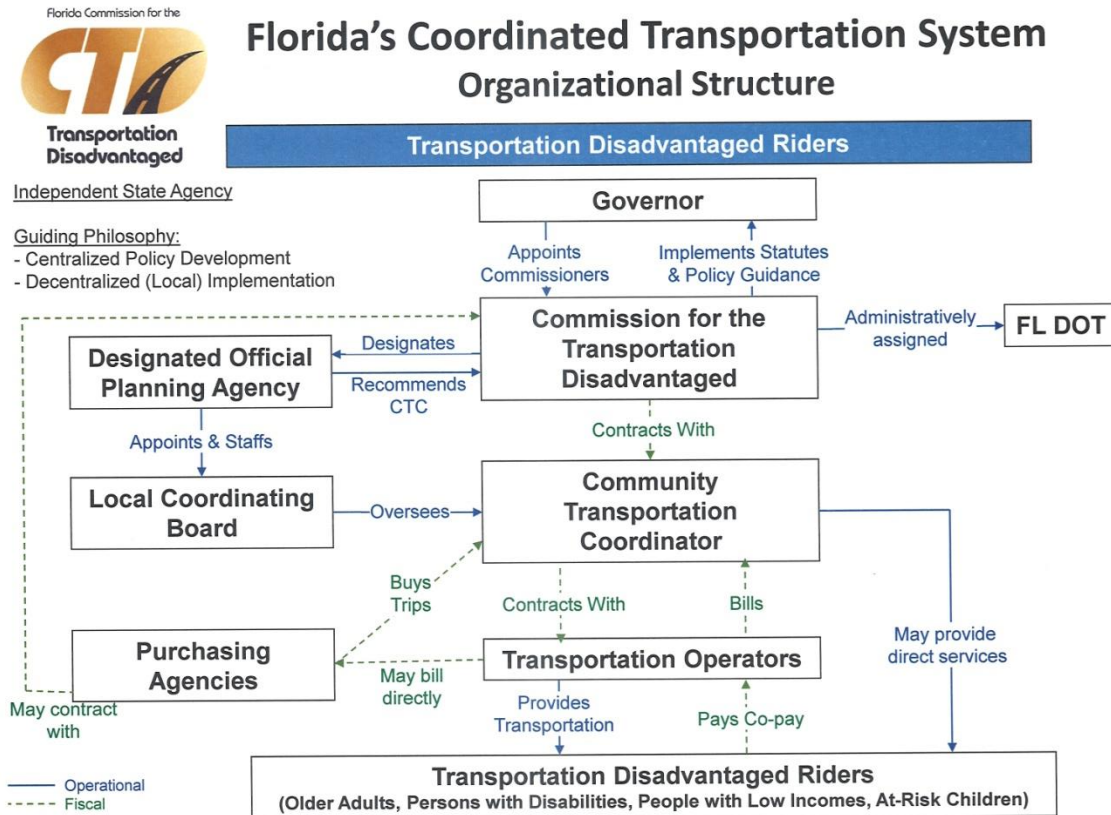 Florida Commission for the
CTD
Transportation
Disadvantaged
Florida's Coordinated Transportation System
Organizational Structure
Transportation Disadvantaged Riders
Independent State Agency
Guiding Philosophy:
- Centralized Policy Development
- Decentralized (Local) Implementation
Governor
Appoints
Commissioners
Implements Statutes
& Policy Guidance
Commission for the
Transportation
Disadvantaged
Administratively
assigned
FL DOT
Designates
Designated Official
Planning Agency
Recommends
CTC
Appoints & Staffs
Contracts With
Local Coordinating
Board
Oversees
Community
Transportation
Coordinator
Buys
Trips
Contracts With
Bills
May provide
direct services
Purchasing
Agencies
May bill
directly
Transportation Operators
May contract
with
Provides
Transportation
Pays Co-pay
Operational
Fiscal
Transportation Disadvantaged Riders
(Older Adults, Persons with Disabilities, People with Low Incomes, At-Risk Children)